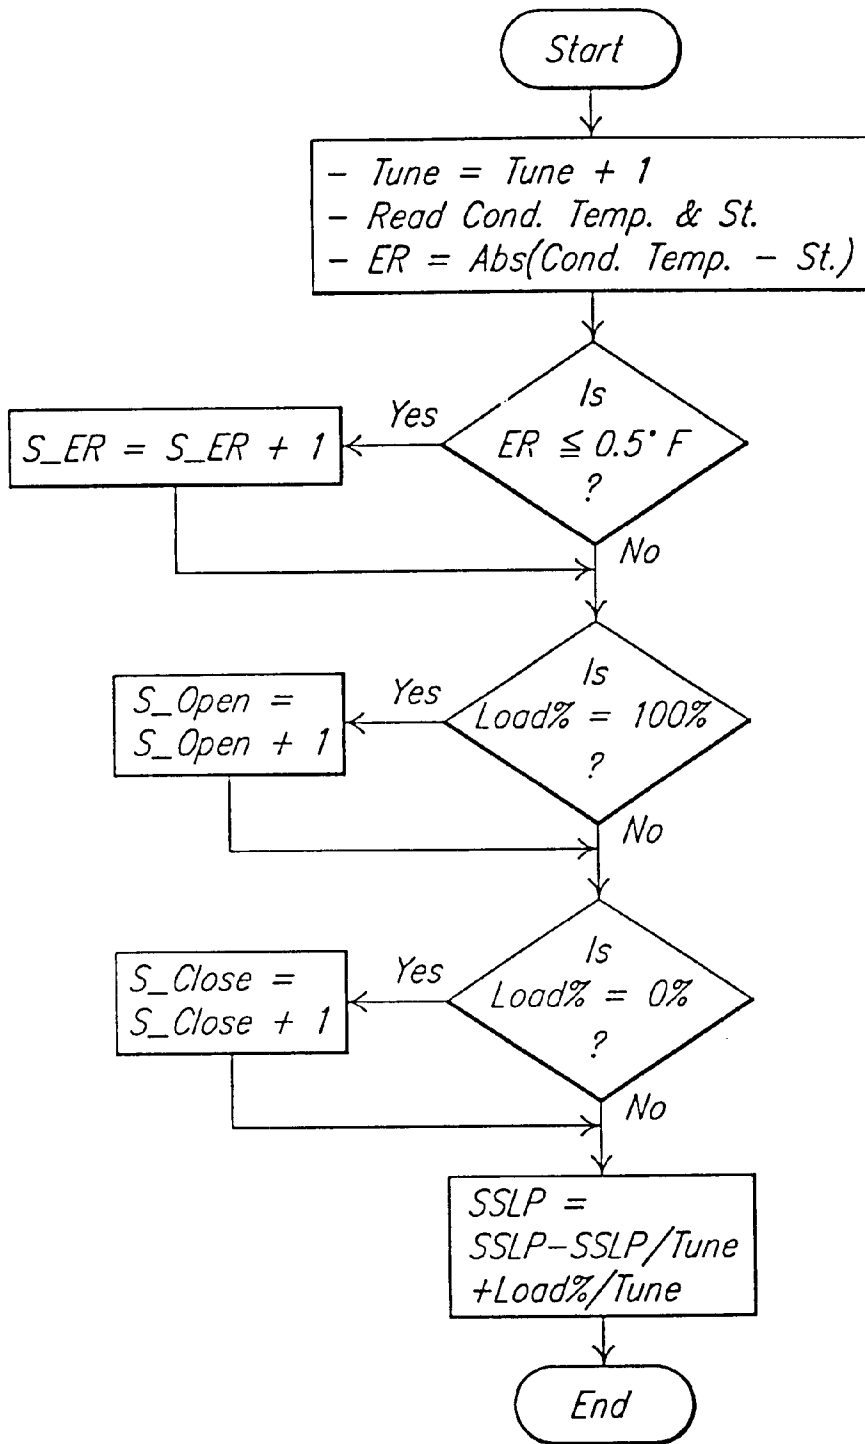 Start
- Tune = Tune + 1
- Read Cond. Temp. & St.
- ER = Abs(Cond. Temp. - St.)
Is
ER ≦ 0.5° F
?
Yes
S_ER = S_ER + 1
No
Is
Load% = 100%
?
Yes
S_Open =
S_Open + 1
No
Is
Load% = 0%
?
Yes
S_Close =
S_Close + 1
No
SSLP =
SSLP-SSLP/Tune
+Load%/Tune
End